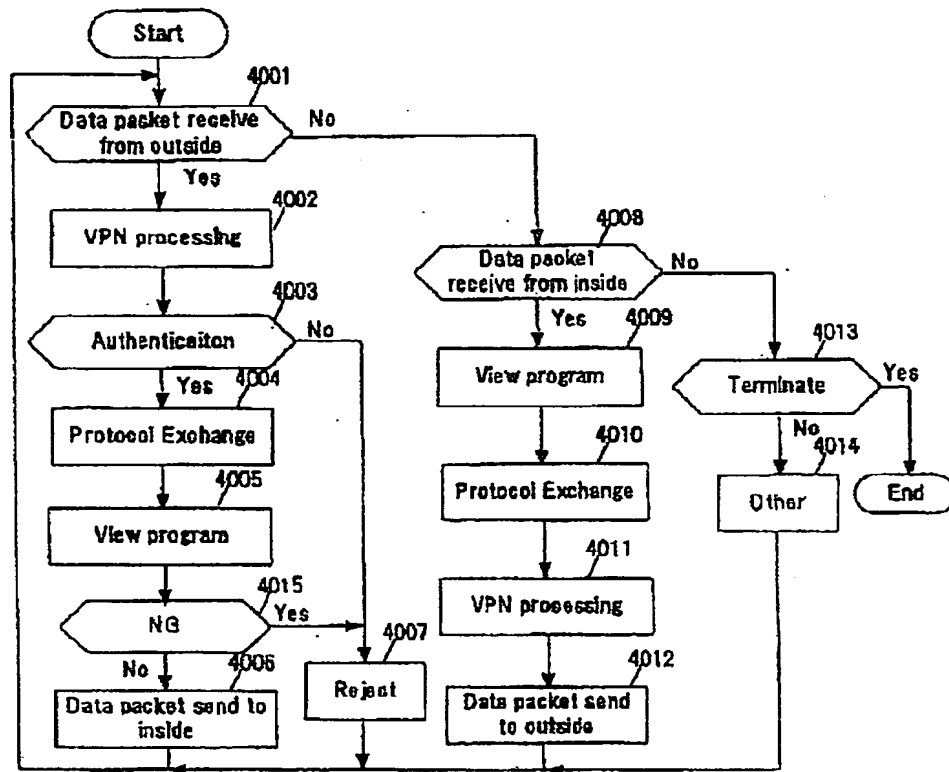 Start
4001
Data packet receive
from outside
No
Yes
4002
VPN processing
4003
Authenticaiton
No
Yes
4004
Protocol Exchange
4005
View program
4015
NG
Yes
No
4006
Data packet send to
inside
4007
Reject
4008
Data packet
receive from inside
No
Yes
4009
View program
4010
Protocol Exchange
4011
VPN processing
4012
Data packet send
to outside
4013
Terminate
Yes
No
4014
Other
End